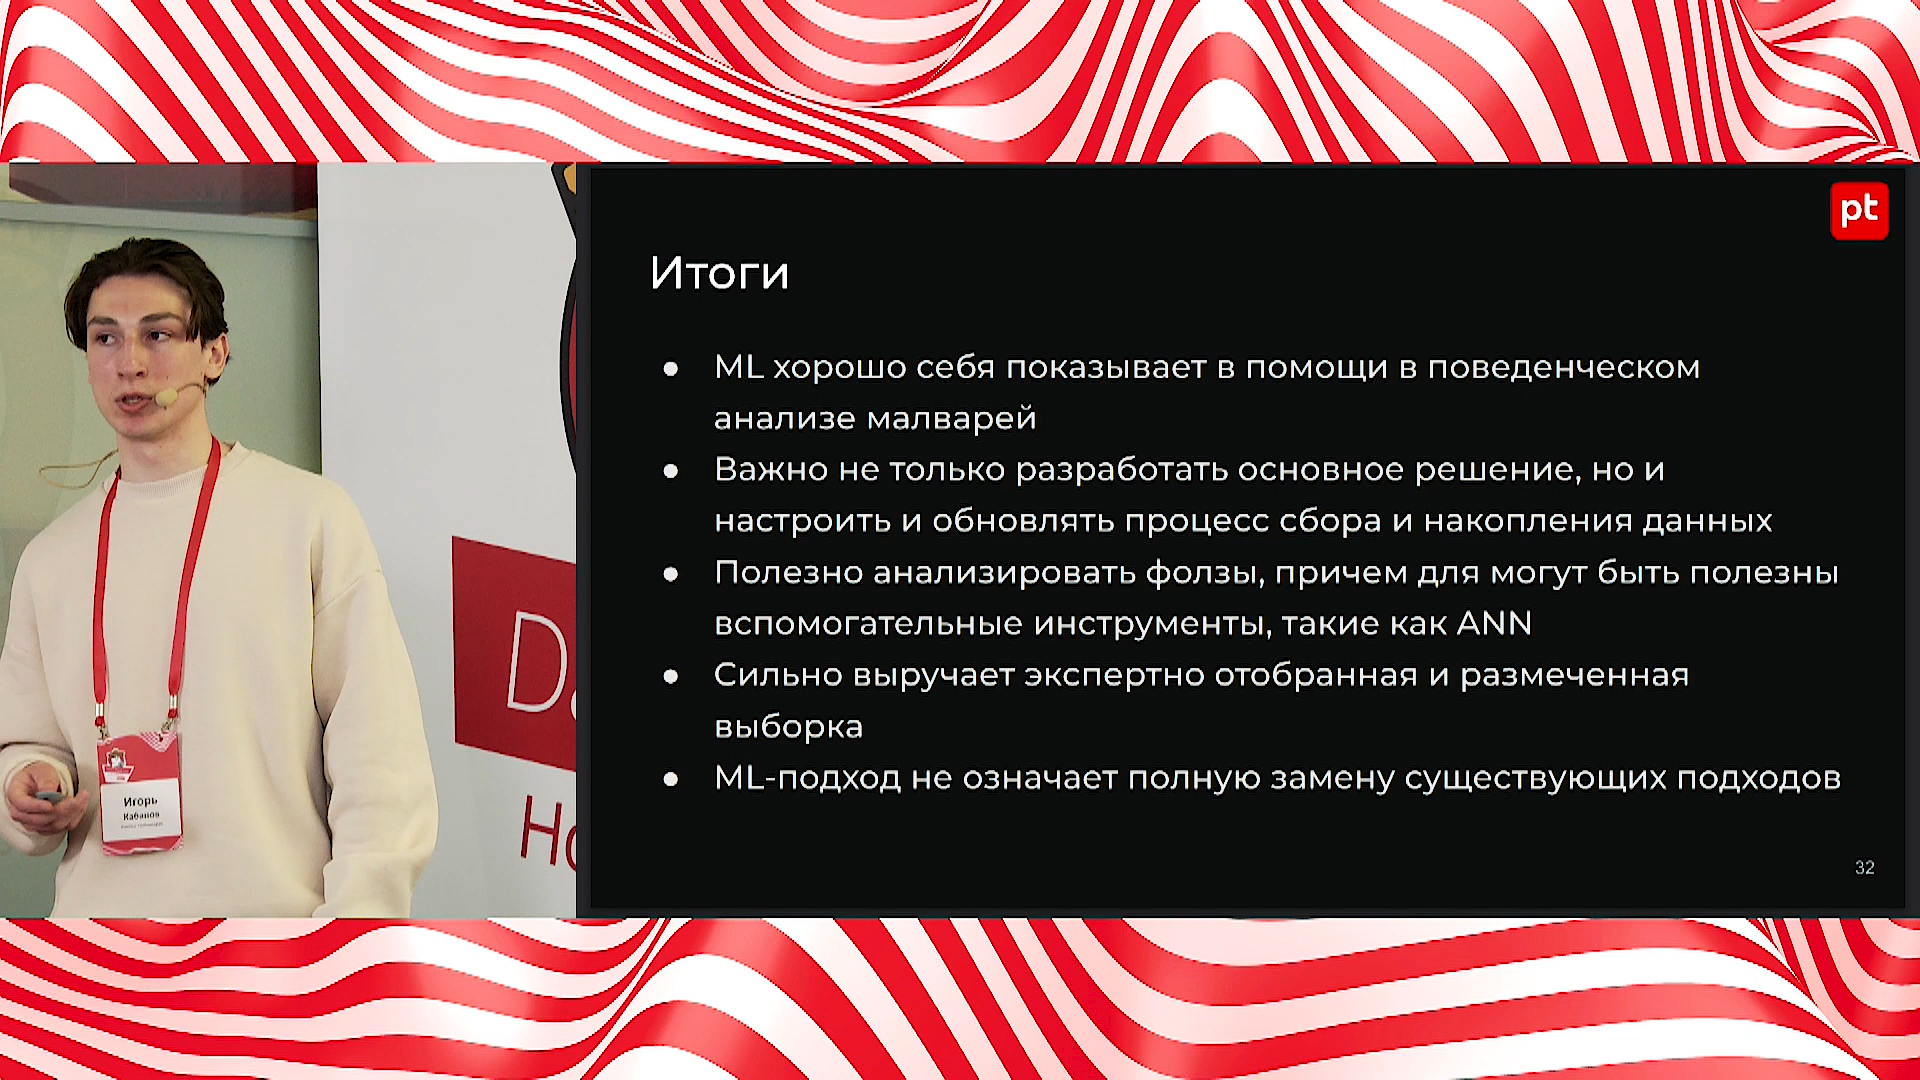 pt
Итоги
● ML хорошо себя показывает в помощи в поведенческом
анализе малварей
● Важно не только разработать основное решение, но и
настроить и обновлять процесс сбора и накопления данных
● Полезно анализировать фолзы, причем для могут быть полезны
вспомогательные инструменты, такие как ANN
● Сильно выручает экспертно отобранная и размеченная
выборка
● ML-подход не означает полную замену существующих подходов
32
Игорь
Кабанов